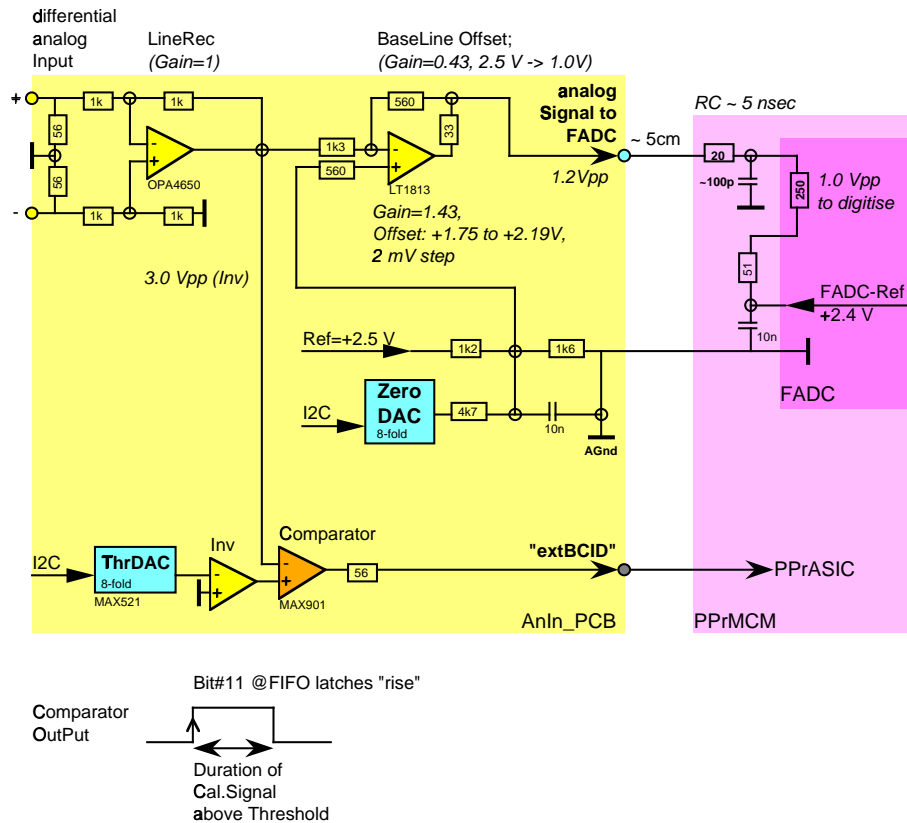 differential
analog
Input
LineRec
(Gain=1)
BaseLine Offset;
(Gain=0.43, 2.5 V -> 1.0V)
analog
Signal to
FADC
~ 5cm
RC ~ 5 nsec
+
1k
1k
56
56
-
+
OPA4650
-
1k
1k
1k3
560
560
33
-
+
LT1813
1.2Vpp
20
~100p
250
1.0 Vpp
to digitise
51
Gain=1.43,
Offset: +1.75 to +2.19V,
2 mV step
3.0 Vpp (Inv)
FADC-Ref
+2.4 V
10n
FADC
Ref=+2.5 V
1k2
1k6
I2C
Zero
DAC
8-fold
4k7
10n
AGnd
I2C
ThrDAC
8-fold
MAX521
Inv
-
+
Comparator
-
+
MAX901
56
"extBCID"
PPrASIC
AnIn_PCB
PPrMCM
Bit#11 @FIFO latches "rise"
Comparator
OutPut
Duration of
Cal.Signal
above Threshold